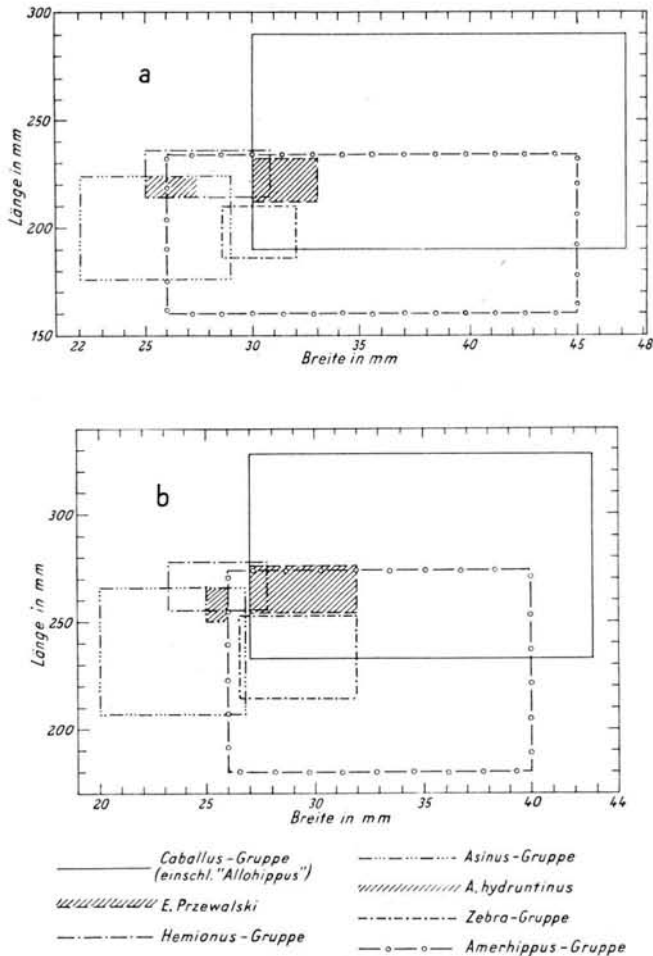 300
a
250
200
150
Länge in mm
22
25
30
35
40
45
48
Breite in mm
b
300
250
200
Länge in mm
20
25
30
35
40
44
Breite in mm
Caballus-Gruppe
(einschl. "Allohippus")
E. Przewalski
Hemionus-Gruppe
Asinus-Gruppe
A. hydruntinus
Zebra-Gruppe
Amerhippus-Gruppe